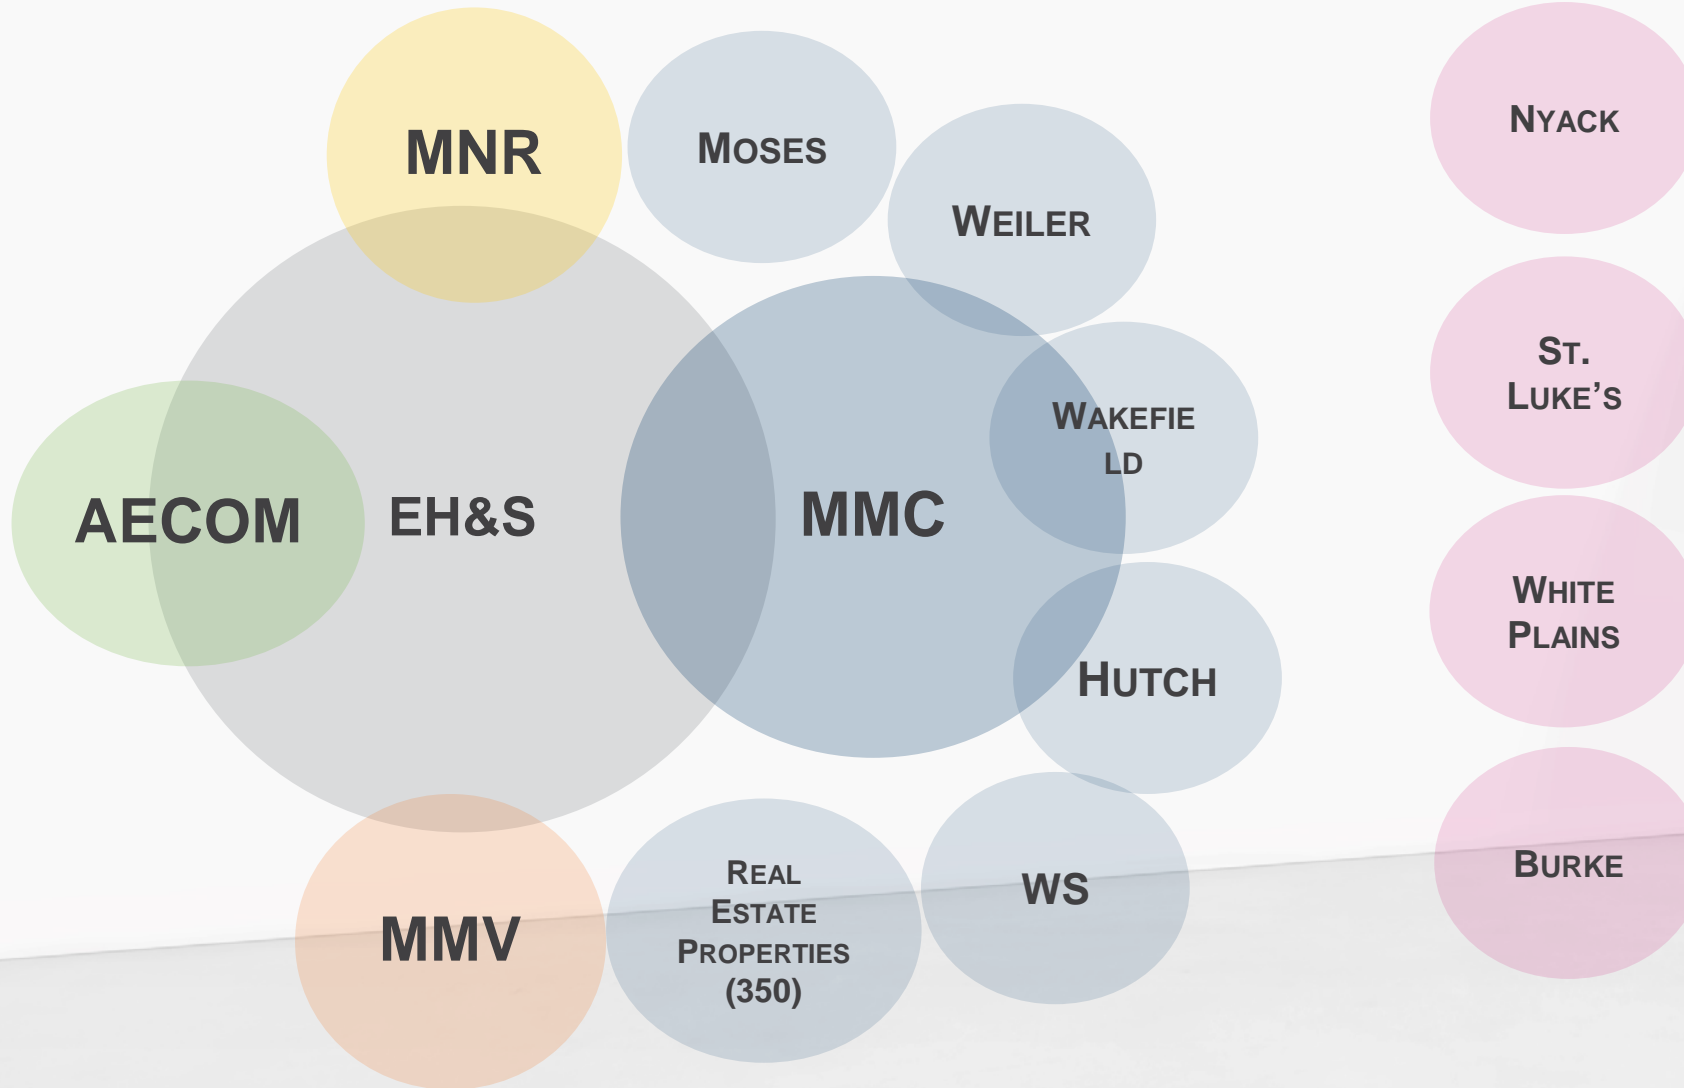 MNR
MOSES
WEILER
NYACK
ST.
LUKE’S
WAKEFIE
LD
AECOM
EH&S
MMC
WHITE
PLAINS
HUTCH
MMV
REAL
ESTATE
PROPERTIES
(350)
WS
BURKE